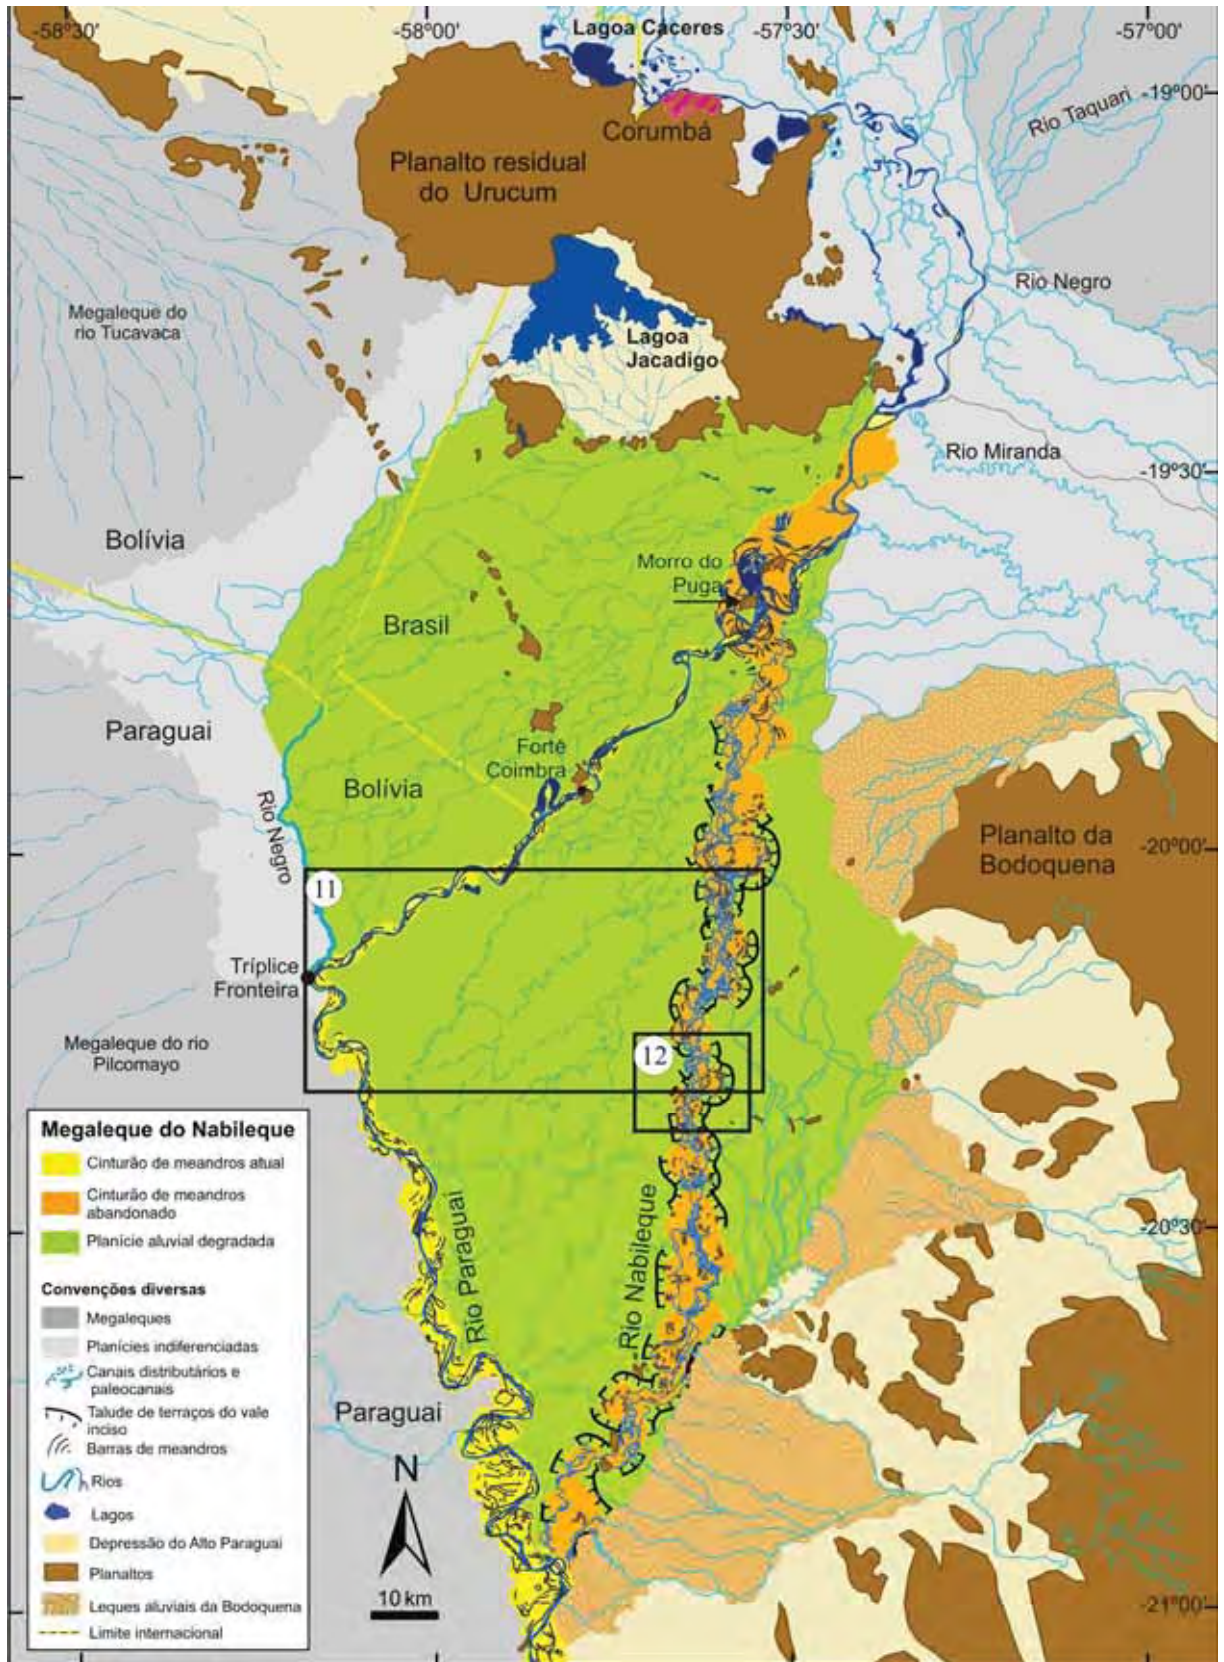 -58º30'
-58º00'
Lagoa Cáceres
-57º30'
-57º00'
-19º00'
Rio Taquari
Corumbá
Planalto residual
do Urucum
Rio Negro
Megaleque do
rio Tucavaca
Lagoa
Jacadigo
Rio Miranda
-19º30'
Bolívia
Morro do
Puga
Brasil
Paraguai
Forte
Coimbra
Bolívia
Rio Negro
Planalto da
Bodoquena
-20º00'
11
Tríplice
Fronteira
12
Megaleque do rio
Pilcomayo
Megaleque do Nabileque
Cinturão de meandros atual
Cinturão de meandros
abandonado
Planície aluvial degradada
Convenções diversas
Megaleques
Planícies indiferenciadas
Canais distributários e
paleocanais
Talude de terraços do vale
inciso
Barras de meandros
Rios
Lagos
Depressão do Alto Paraguai
Planaltos
Leques aluviais da Bodoquena
Limite internacional
Rio Paraguai
Rio Nabileque
-20º30'
Paraguai
N
10 km
-21º00'